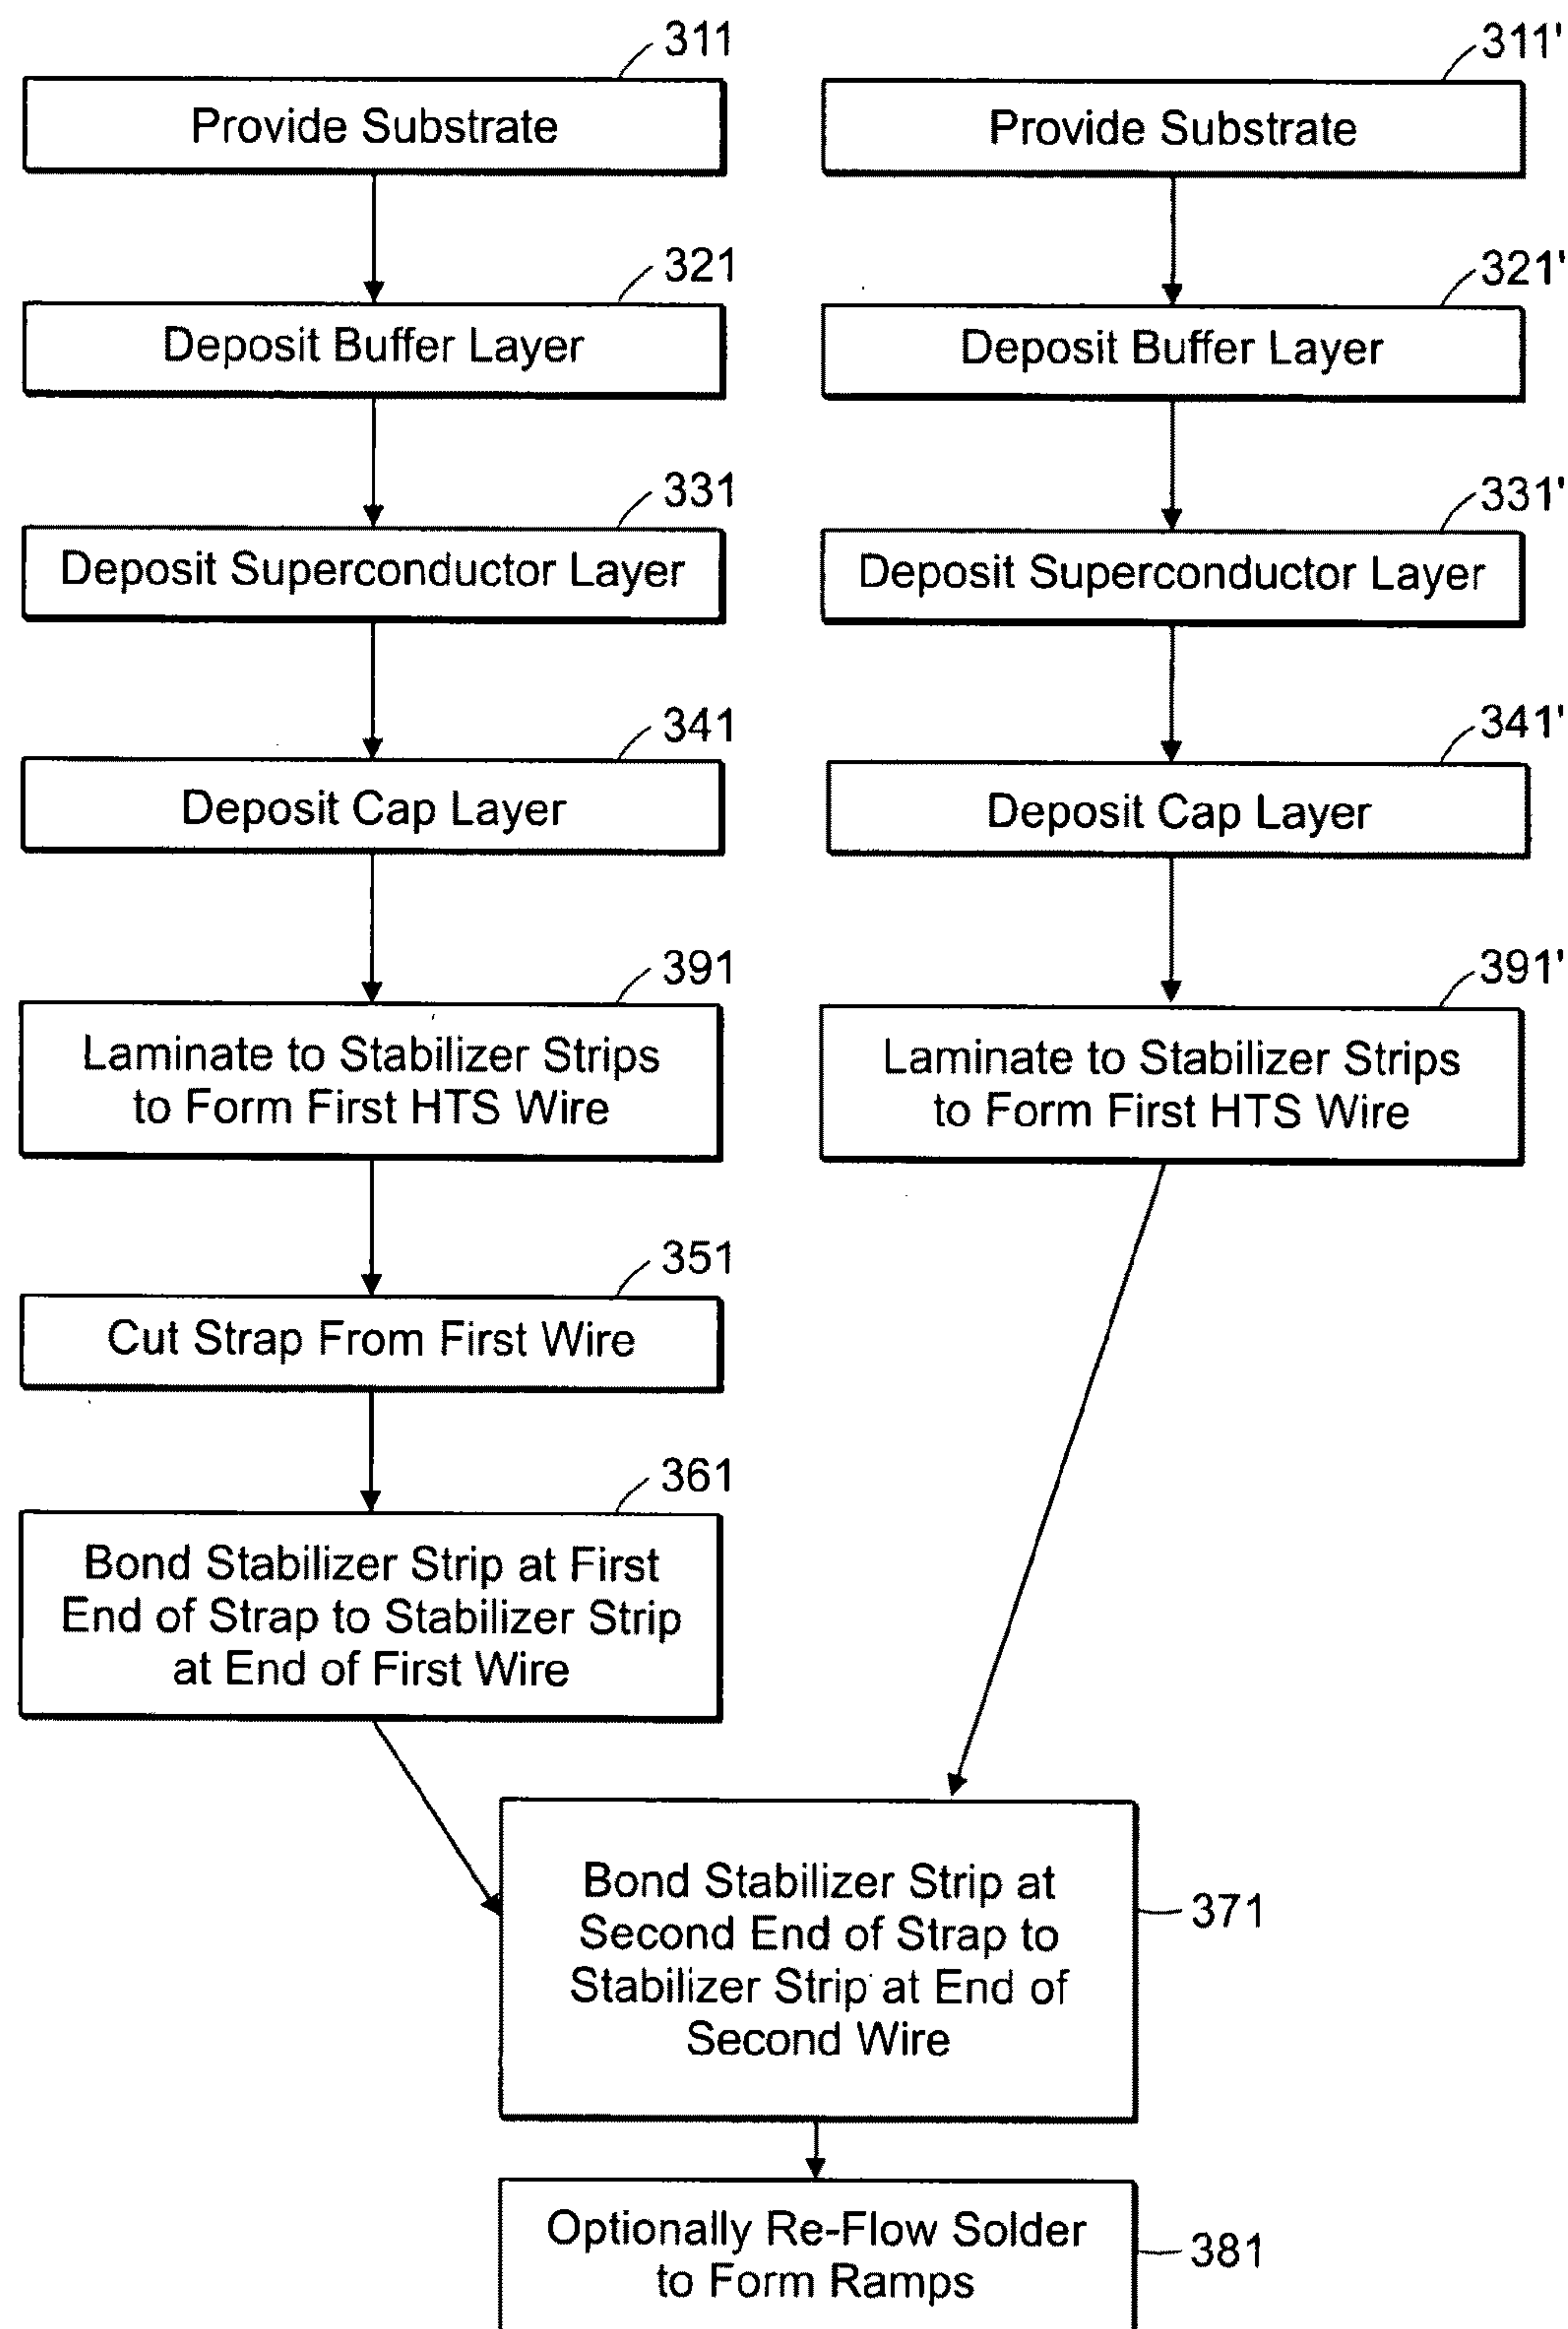 311
Provide Substrate
321
Deposit Buffer Layer
331
Deposit Superconductor Layer
341
Deposit Cap Layer
391
Laminate to Stabilizer Strips
to Form First HTS Wire
351
Cut Strap From First Wire
361
Bond Stabilizer Strip at First
End of Strap to Stabilizer Strip
at End of First Wire
311'
Provide Substrate
321'
Deposit Buffer Layer
331'
Deposit Superconductor Layer
341'
Deposit Cap Layer
391'
Laminate to Stabilizer Strips
to Form First HTS Wire
Bond Stabilizer Strip at
Second End of Strap to
Stabilizer Strip at End of
Second Wire
371
Optionally Re-Flow Solder
to Form Ramps
381